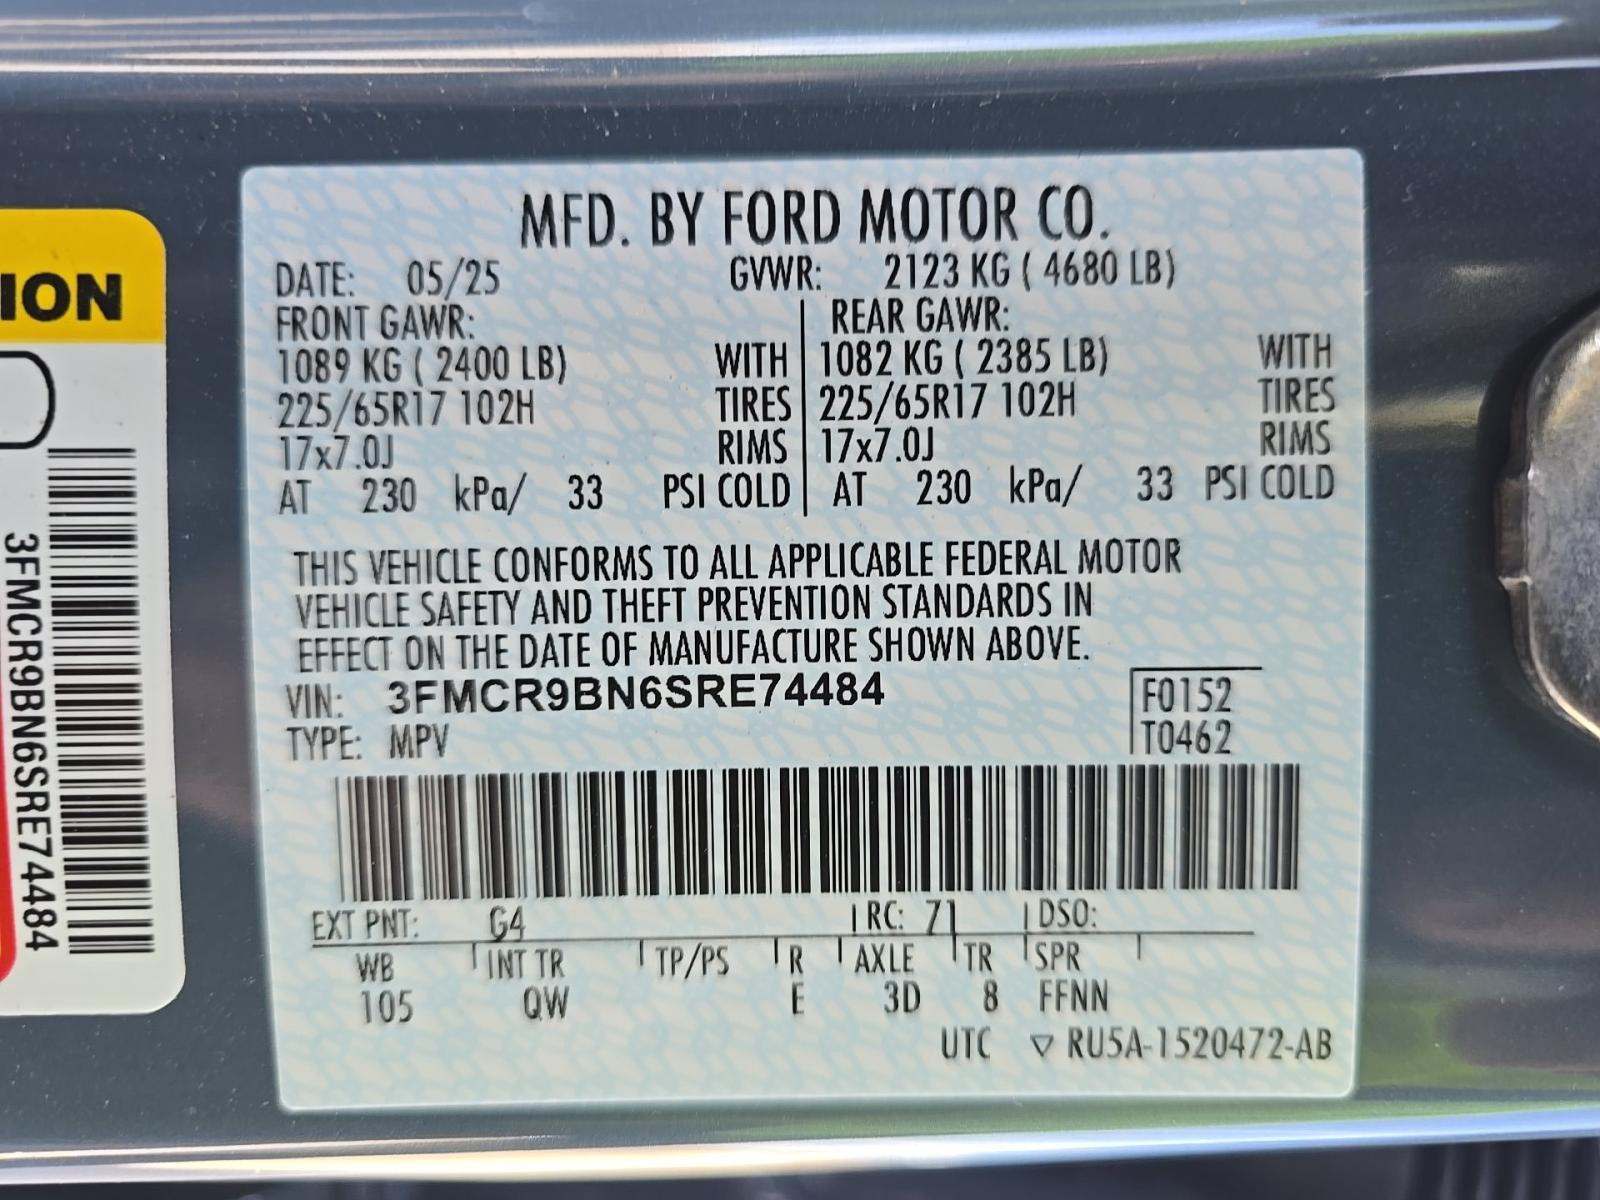 MFD. BY FORD MOTOR CO.
DATE: 05/25 GVWR: 2123 KG ( 4680 LB)
FRONT GAWR: REAR GAWR:
1089 KG ( 2400 LB) WITH 1082 KG ( 2385 LB) WITH
225/65R17 102H TIRES 225/65R17 102H TIRES
17x7.0J RIMS 17x7.0J RIMS
AT 230 kPa/ 33 PSI COLD AT 230 kPa/ 33 PSI COLD
THIS VEHICLE CONFORMS TO ALL APPLICABLE FEDERAL MOTOR
VEHICLE SAFETY AND THEFT PREVENTION STANDARDS IN
EFFECT ON THE DATE OF MANUFACTURE SHOWN ABOVE.
VIN: 3FMCR9BN6SRE74484 F0152
TYPE: MPV T0462
EXT PNT: G4 RC: 71 DSO:
WB INT TR TP/PS R AXLE TR SPR
105 QW E 3D 8 FFNN
UTC ▽ RU5A-1520472-AB
ION
3FMCR9BN6SRE74484